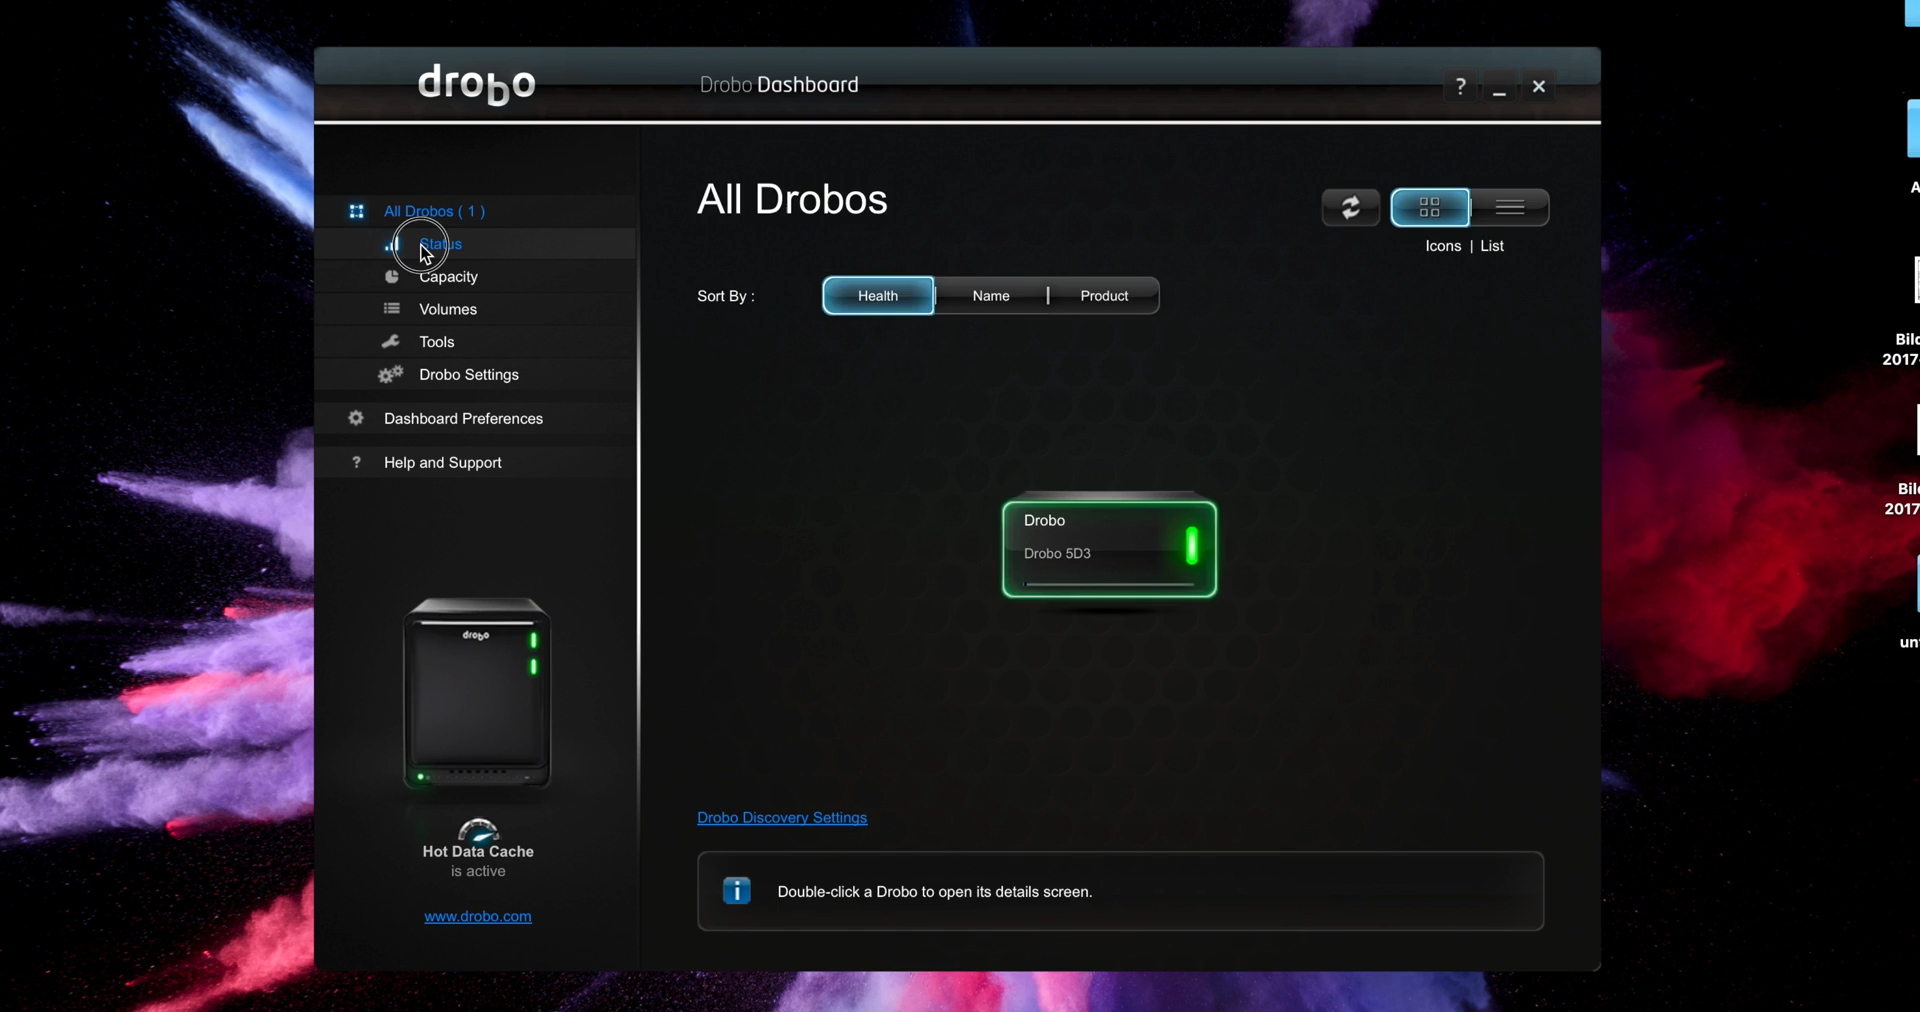 drobo
Drobo Dashboard
?
All Drobos ( 1 )
Status
Capacity
Volumes
Tools
Drobo Settings
Dashboard Preferences
? Help and Support
drobo
Hot Data Cache
is active
www.drobo.com
All Drobos
Icons | List
Sort By :
Health | Name | Product
Drobo
Drobo 5D3
Drobo Discovery Settings
i Double-click a Drobo to open its details screen.
2017-
2017